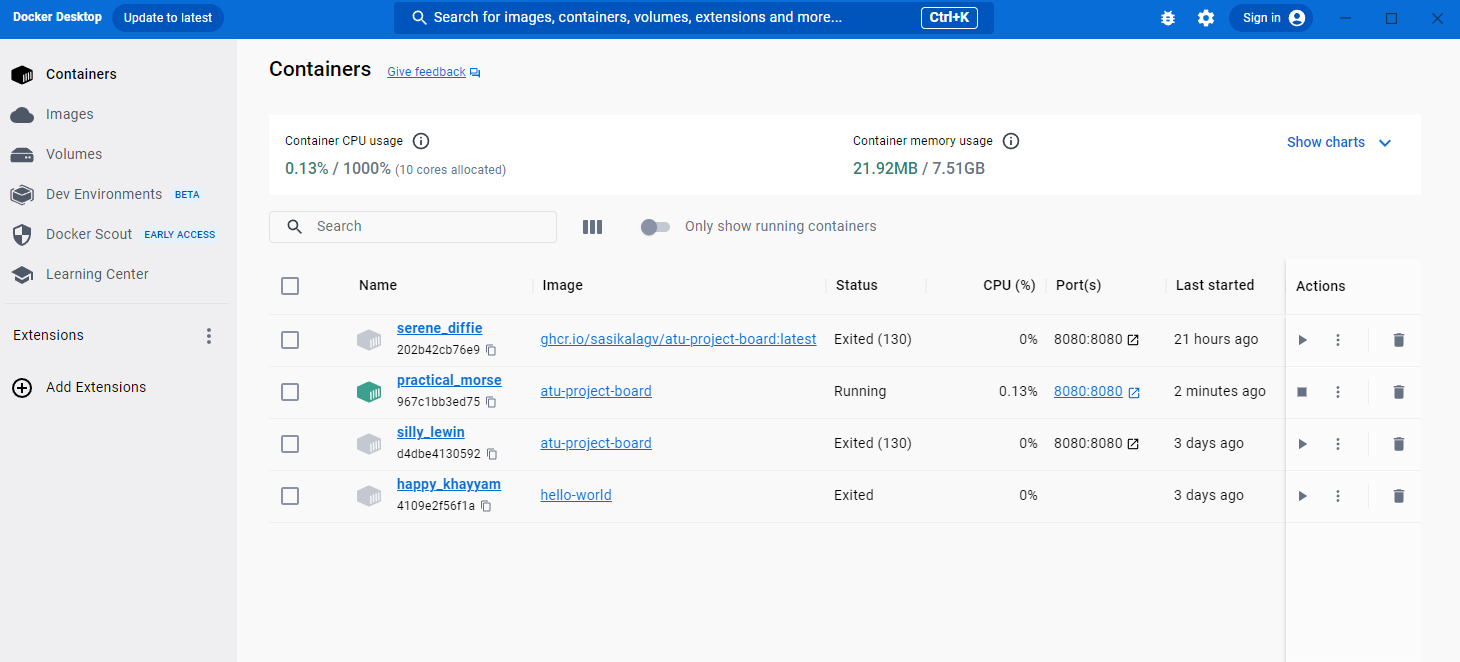 Docker Desktop Update to latest Search for images, containers, volumes, extensions and more... Ctrl+K Sign in
Containers
Images
Volumes
Dev Environments BETA
Docker Scout EARLY ACCESS
Learning Center
Extensions
Add Extensions
Containers Give feedback
Container CPU usage
0.13% / 1000% (10 cores allocated)
Container memory usage
21.92MB / 7.51GB
Show charts
Search
Only show running containers
Name Image Status CPU (%) Port(s) Last started Actions
serene_diffie
202b42cb76e9
ghcr.io/sasikalagv/atu-project-board:latest Exited (130) 0% 8080:8080 21 hours ago
practical_morse
967c1bb3ed75
atu-project-board Running 0.13% 8080:8080 2 minutes ago
silly_lewin
d4dbe4130592
atu-project-board Exited (130) 0% 8080:8080 3 days ago
happy_khayyam
4109e2f56f1a
hello-world Exited 0% 3 days ago